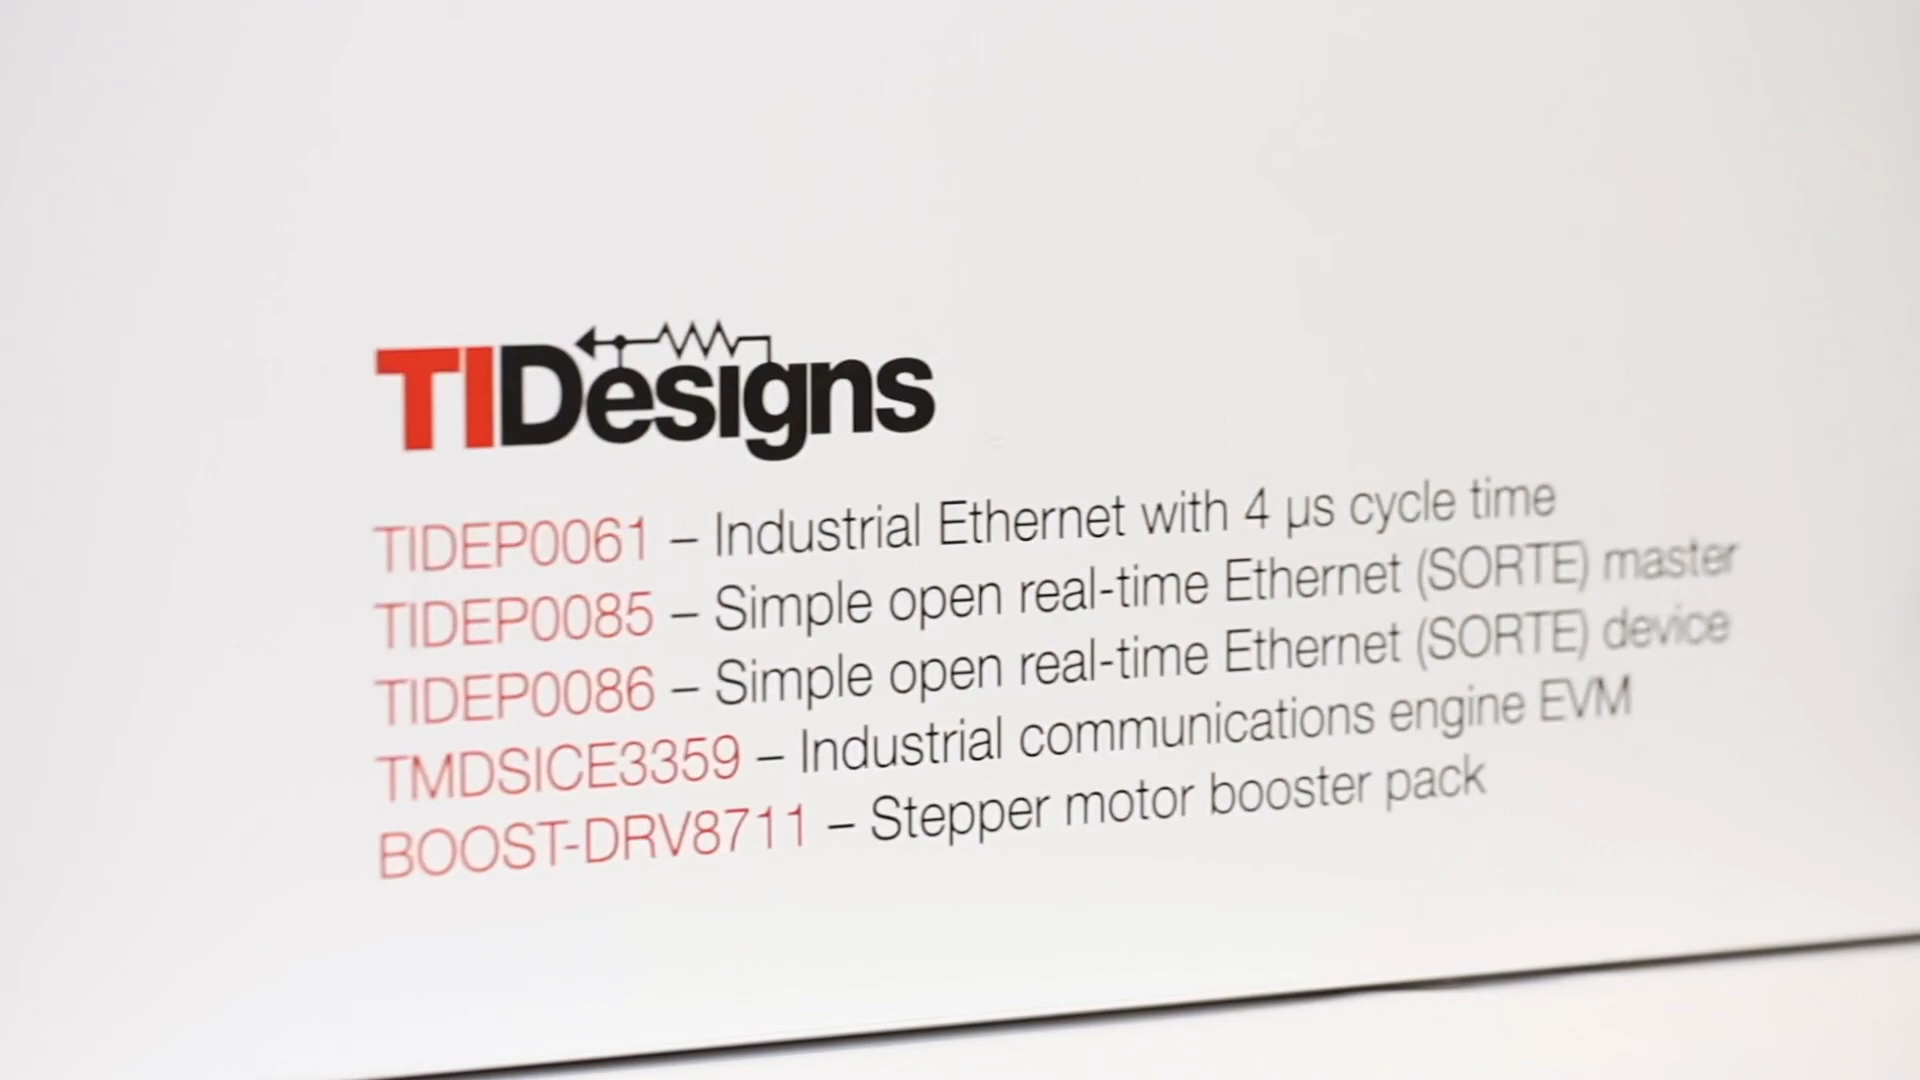 TIDesigns
TIDEP0061 – Industrial Ethernet with 4 µs cycle time
TIDEP0085 – Simple open real-time Ethernet (SORTE) master
TIDEP0086 – Simple open real-time Ethernet (SORTE) device
TMDSICE3359 – Industrial communications engine EVM
BOOST-DRV8711 – Stepper motor booster pack